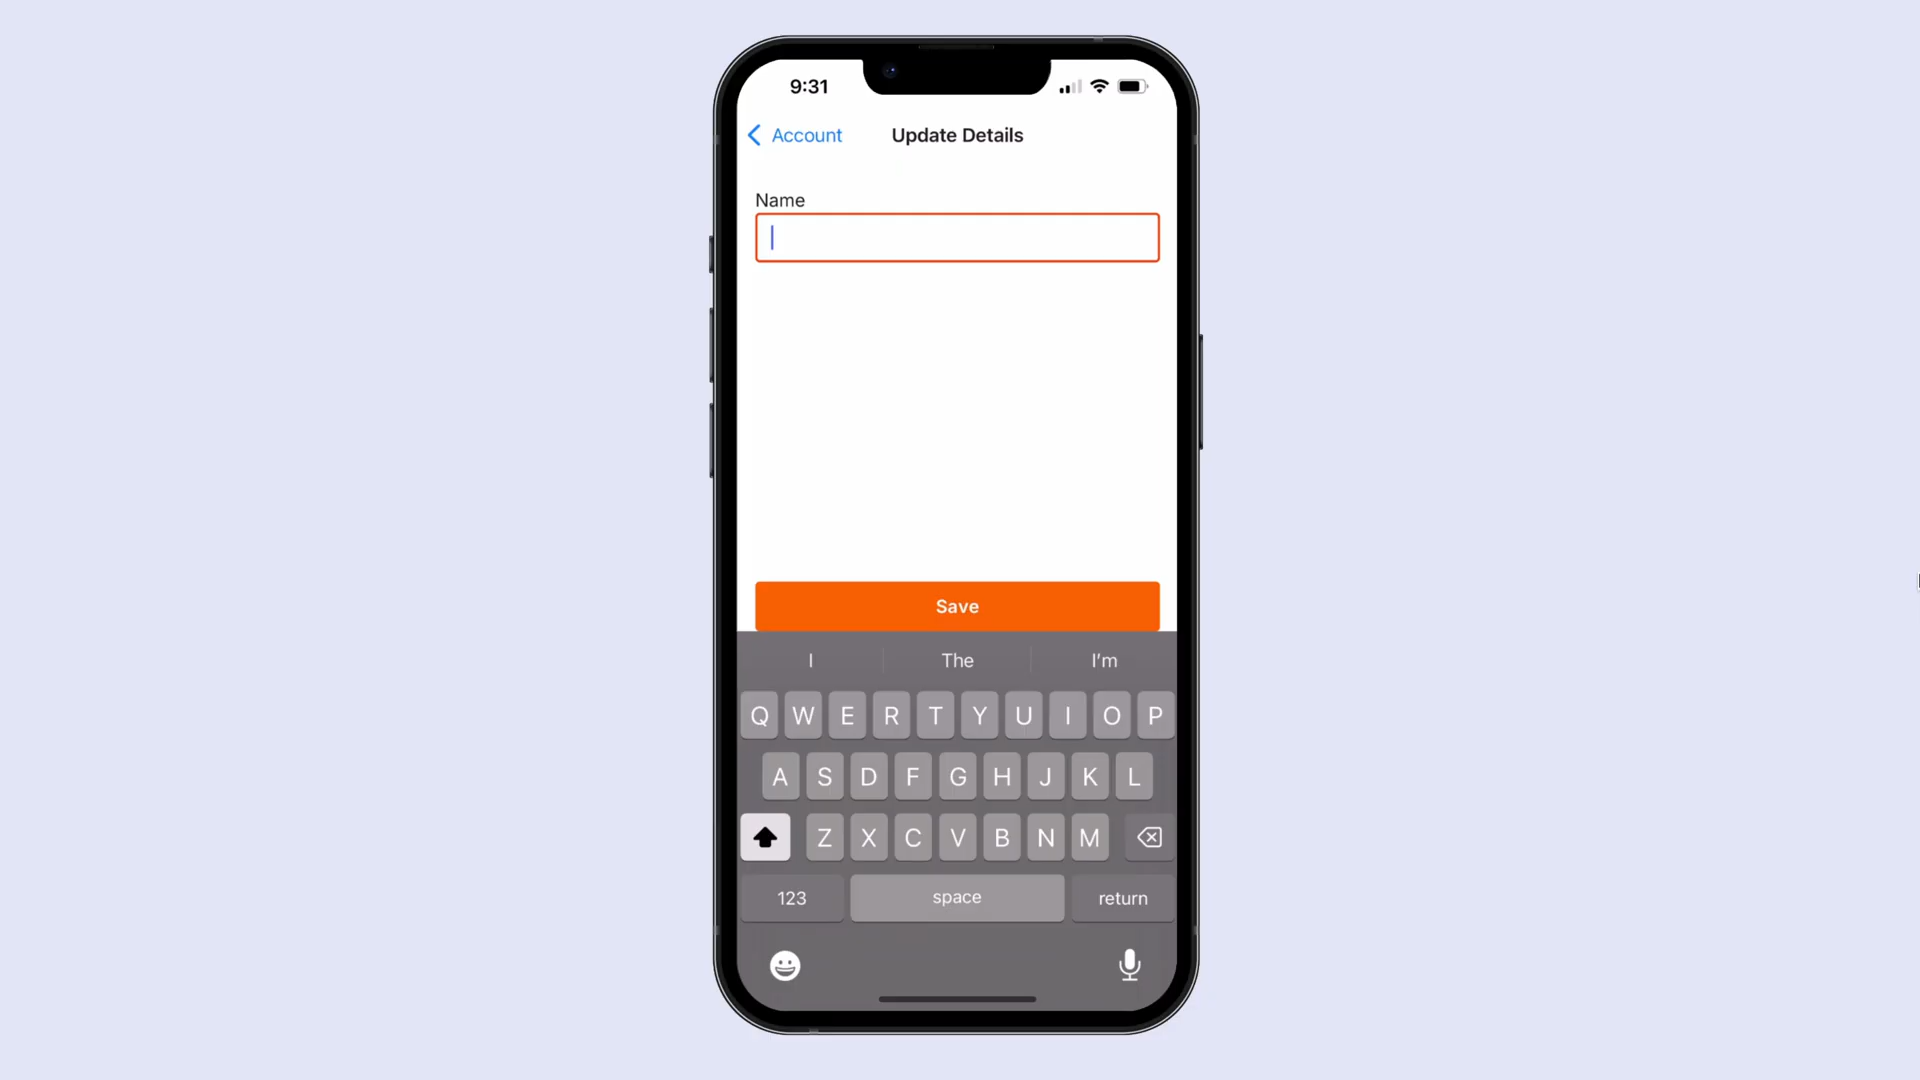 9:31
Account
Update Details
Name
Save
I The I'm
Q W E R T Y U I O P
A S D F G H J K L
Z X C V B N M
123 space return